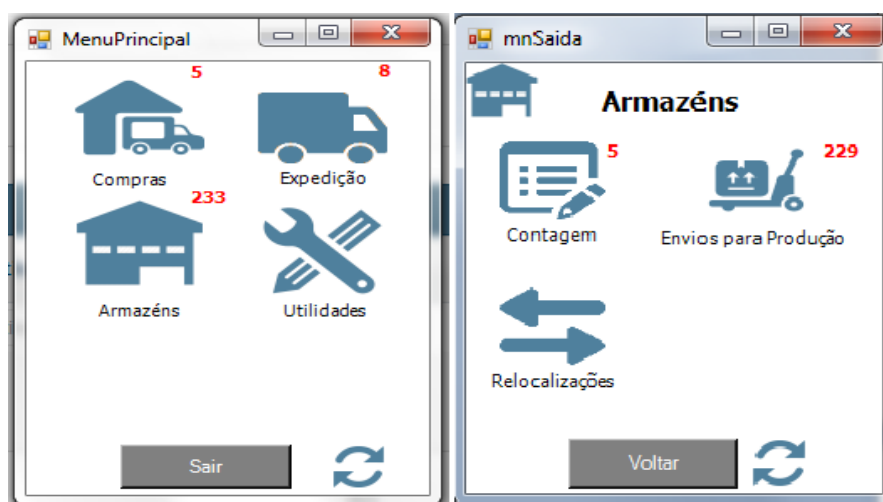 MenuPrincipal
5
8
Compras
Expedição
233
Armazéns
Utilidades
Sair
mnSaida
Armazéns
5
229
Contagem
Envios para Produção
Relocalizações
Voltar